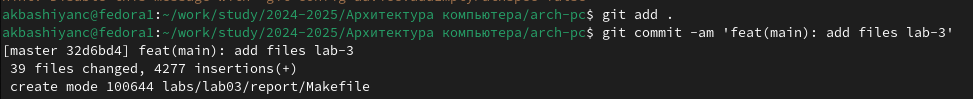 akbashiyanc@fedora1:~/work/study/2024-2025/Архитектура компьютера/arch-pc$ git add .
akbashiyanc@fedora1:~/work/study/2024-2025/Архитектура компьютера/arch-pc$ git commit -am 'feat(main): add files lab-3'
[master 32d6bd4] feat(main): add files lab-3
 39 files changed, 4277 insertions(+)
 create mode 100644 labs/lab03/report/Makefile